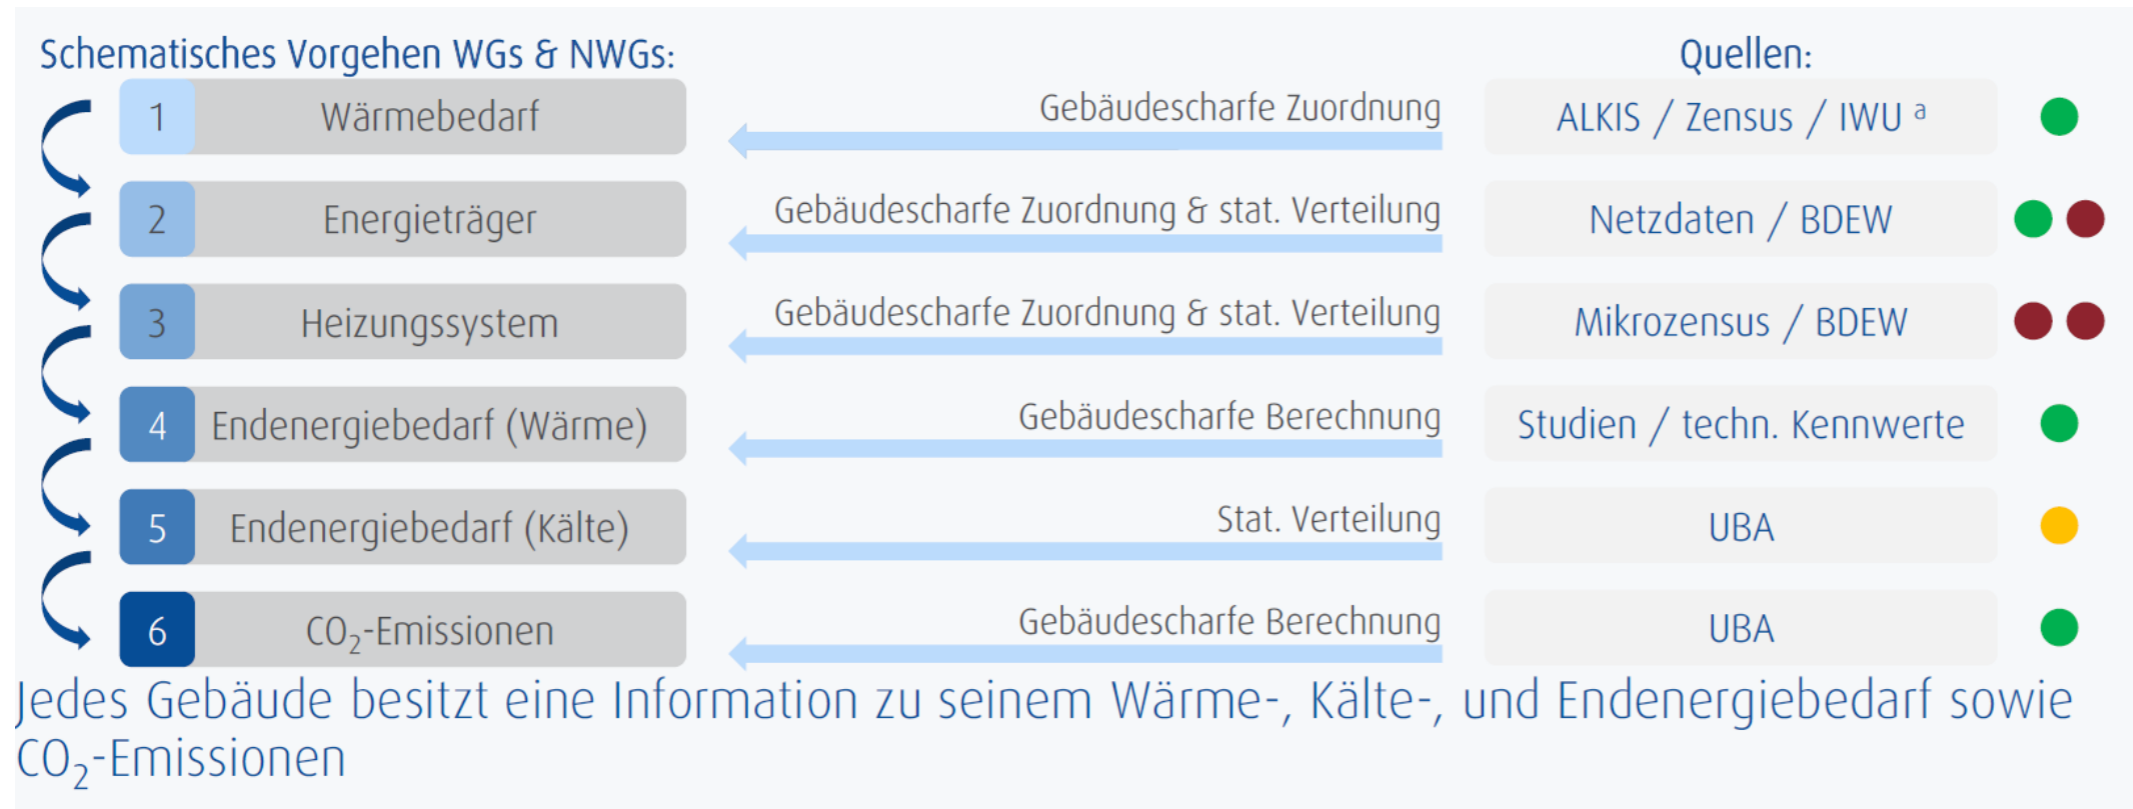 Schematisches Vorgehen WGs & NWGs:
Quellen:
1 Wärmebedarf Gebäudescharfe Zuordnung ALKIS / Zensus / IWU ᵃ
2 Energieträger Gebäudescharfe Zuordnung & stat. Verteilung Netzdaten / BDEW
3 Heizungssystem Gebäudescharfe Zuordnung & stat. Verteilung Mikrozensus / BDEW
4 Endenergiebedarf (Wärme) Gebäudescharfe Berechnung Studien / techn. Kennwerte
5 Endenergiebedarf (Kälte) Stat. Verteilung UBA
6 CO₂-Emissionen Gebäudescharfe Berechnung UBA
Jedes Gebäude besitzt eine Information zu seinem Wärme-, Kälte-, und Endenergiebedarf sowie
CO₂-Emissionen